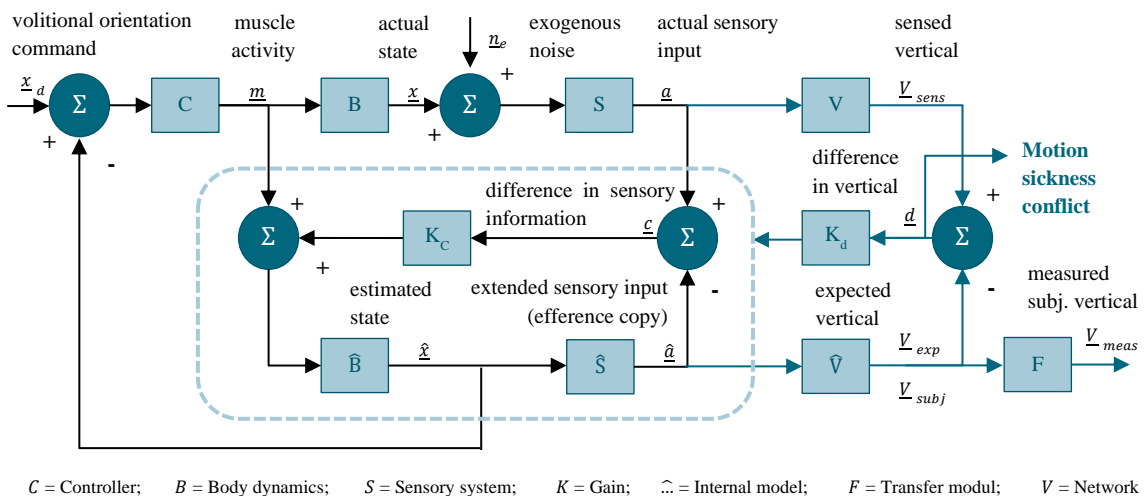 volitional orientation
command
muscle
activity
actual
state
exogenous
noise
actual sensory
input
sensed
vertical
x d
n e
Σ
C
m
B
x
Σ
S
a
V
V sens
+
-
+
+
difference
in vertical
Motion
sickness
conflict
difference in sensory
information
+
+
+
Σ
K C
c
Σ
K d
d
Σ
+
-
-
estimated
state
extended sensory input
(efference copy)
expected
vertical
measured
subj. vertical
B̂
x̂
Ŝ
â
V̂
V exp
V subj
F
V meas
C = Controller; B = Body dynamics; S = Sensory system; K = Gain; ^... = Internal model; F = Transfer modul; V = Network